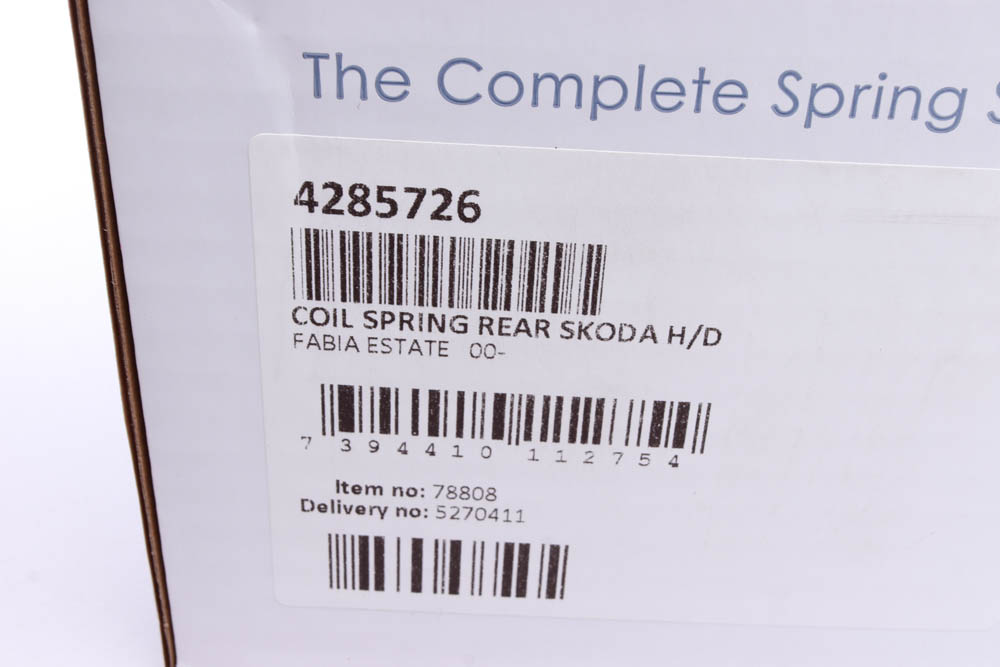 The Complete Spring
4285726
COIL SPRING REAR SKODA H/D
FABIA ESTATE 00-
7 394410 112754
Item no: 78808
Delivery no: 5270411